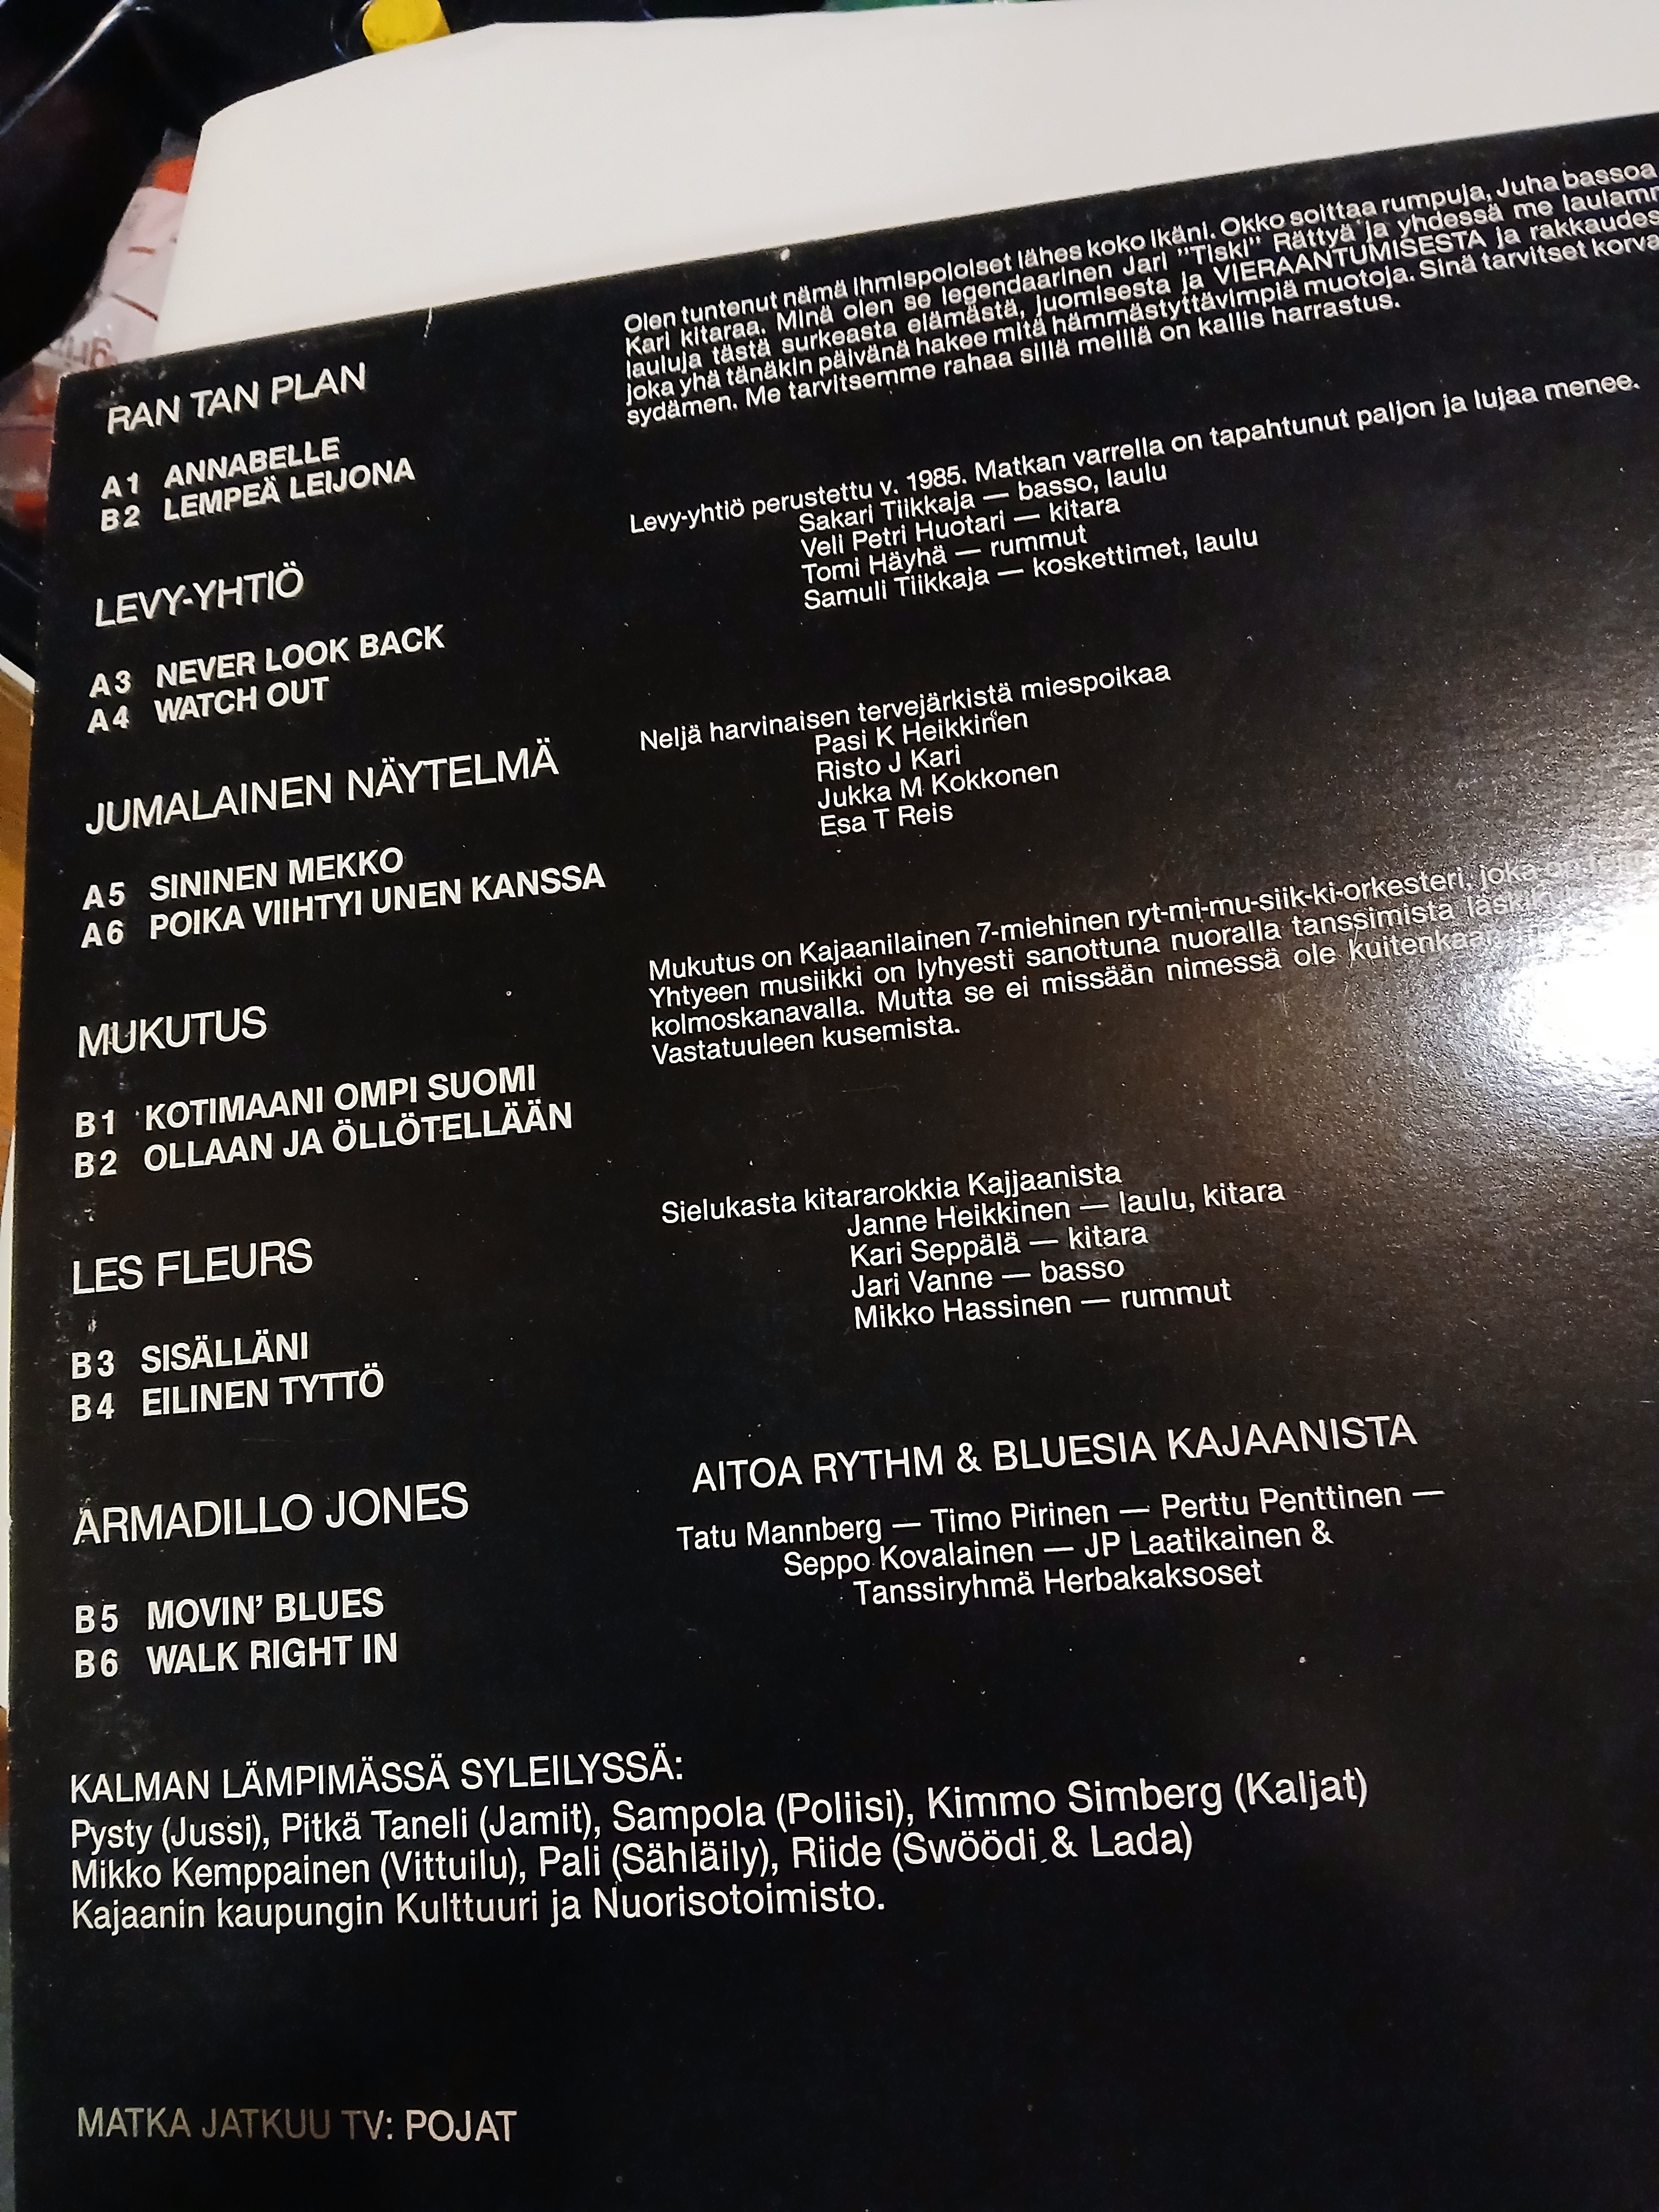 RAN TAN PLAN
A1 ANNABELLE
B2 LEMPEÄ LEIJONA
Olen tuntenut nämä ihmispoloiset lähes koko ikäni. Okko soittaa rumpuja, Juha bassoa
Kari kitaraa. Minä olen se legendaarinen Jari "Tiski" Rättyä ja yhdessä me
lauluja tästä surkeasta elämästä, juomisesta ja VIERAANTUMISESTA ja
joka yhä tänäkin päivänä hakee mitä hämmästyttävimpiä muotoja. Sinä tarvitset
sydämen. Me tarvitsemme rahaa sillä meillä on kallis harrastus.
LEVY-YHTIÖ
A3 NEVER LOOK BACK
A4 WATCH OUT
Levy-yhtiö perustettu v. 1985. Matkan varrella on tapahtunut paljon ja lujaa menee.
Sakari Tiikkaja — basso, laulu
Veli Petri Huotari — kitara
Tomi Häyhä — rummut
Samuli Tiikkaja — koskettimet, laulu
JUMALAINEN NÄYTELMÄ
A5 SININEN MEKKO
A6 POIKA VIIHTYI UNEN KANSSA
Neljä harvinaisen tervejärkistä miespoikaa
Pasi K Heikkinen
Risto J Kari
Jukka M Kokkonen
Esa T Reis
MUKUTUS
B1 KOTIMAANI OMPI SUOMI
B2 OLLAAN JA ÖLLÖTELLÄÄN
Mukutus on Kajaanilainen 7-miehinen ryt-mi-mu-siik-ki-orkesteri, joka
Yhtyeen musiikki on lyhyesti sanottuna nuoralla tanssimista
kolmoskanavalla. Mutta se ei missään nimessä ole kuitenkaan
Vastatuuleen kusemista.
LES FLEURS
B3 SISÄLLÄNI
B4 EILINEN TYTTÖ
Sielukasta kitararokkia Kajjaanista
Janne Heikkinen — laulu, kitara
Kari Seppälä — kitara
Jari Vanne — basso
Mikko Hassinen — rummut
ARMADILLO JONES
B5 MOVIN' BLUES
B6 WALK RIGHT IN
AITOA RYTHM & BLUESIA KAJAANISTA
Tatu Mannberg — Timo Pirinen — Perttu Penttinen —
Seppo Kovalainen — JP Laatikainen &
Tanssiryhmä Herbakaksoset
KALMAN LÄMPIMÄSSÄ SYLEILYSSÄ:
Pysty (Jussi), Pitkä Taneli (Jamit), Sampola (Poliisi), Kimmo Simberg (Kaljat)
Mikko Kemppainen (Vittuilu), Pali (Sähläily), Riide (Swöödi & Lada)
Kajaanin kaupungin Kulttuuri ja Nuorisotoimisto.
MATKA JATKUU TV: POJAT